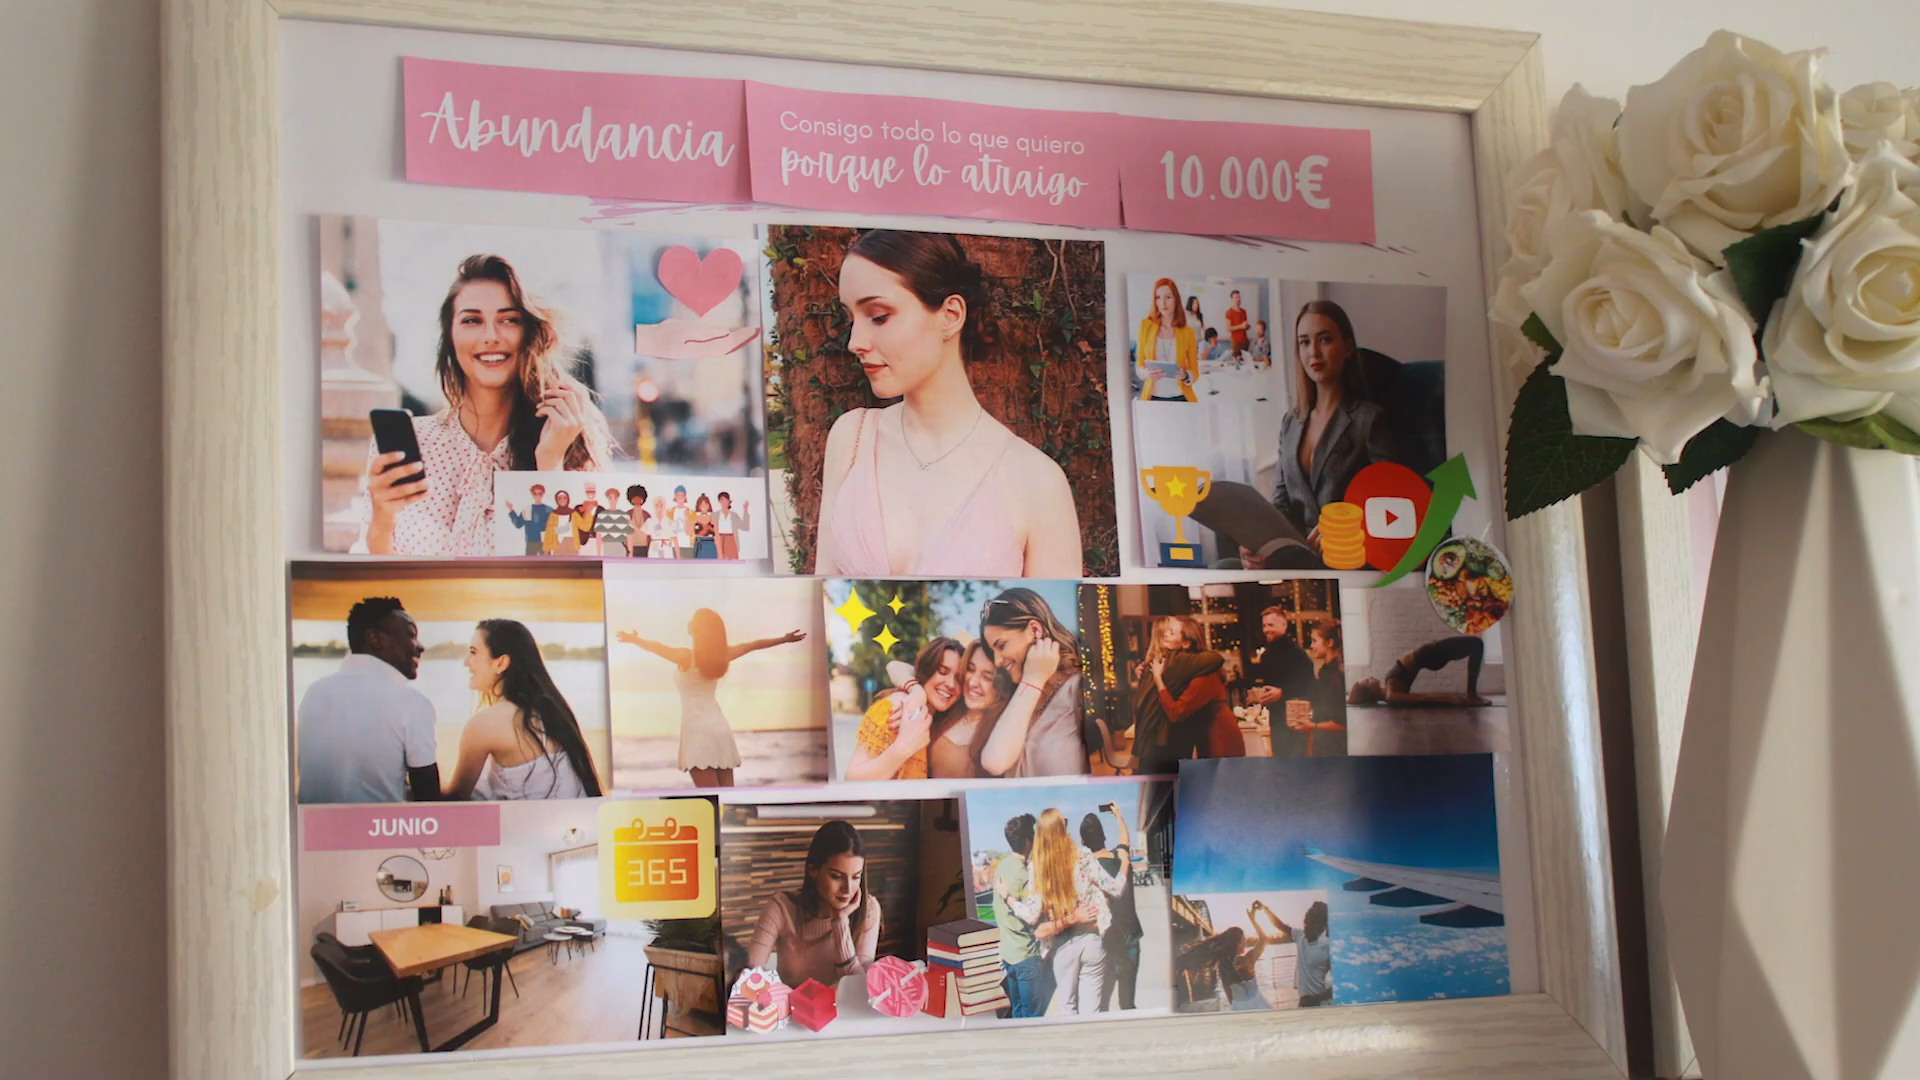 Abundancia
Consigo todo lo que quiero
porque lo atraigo
10.000€
JUNIO
365